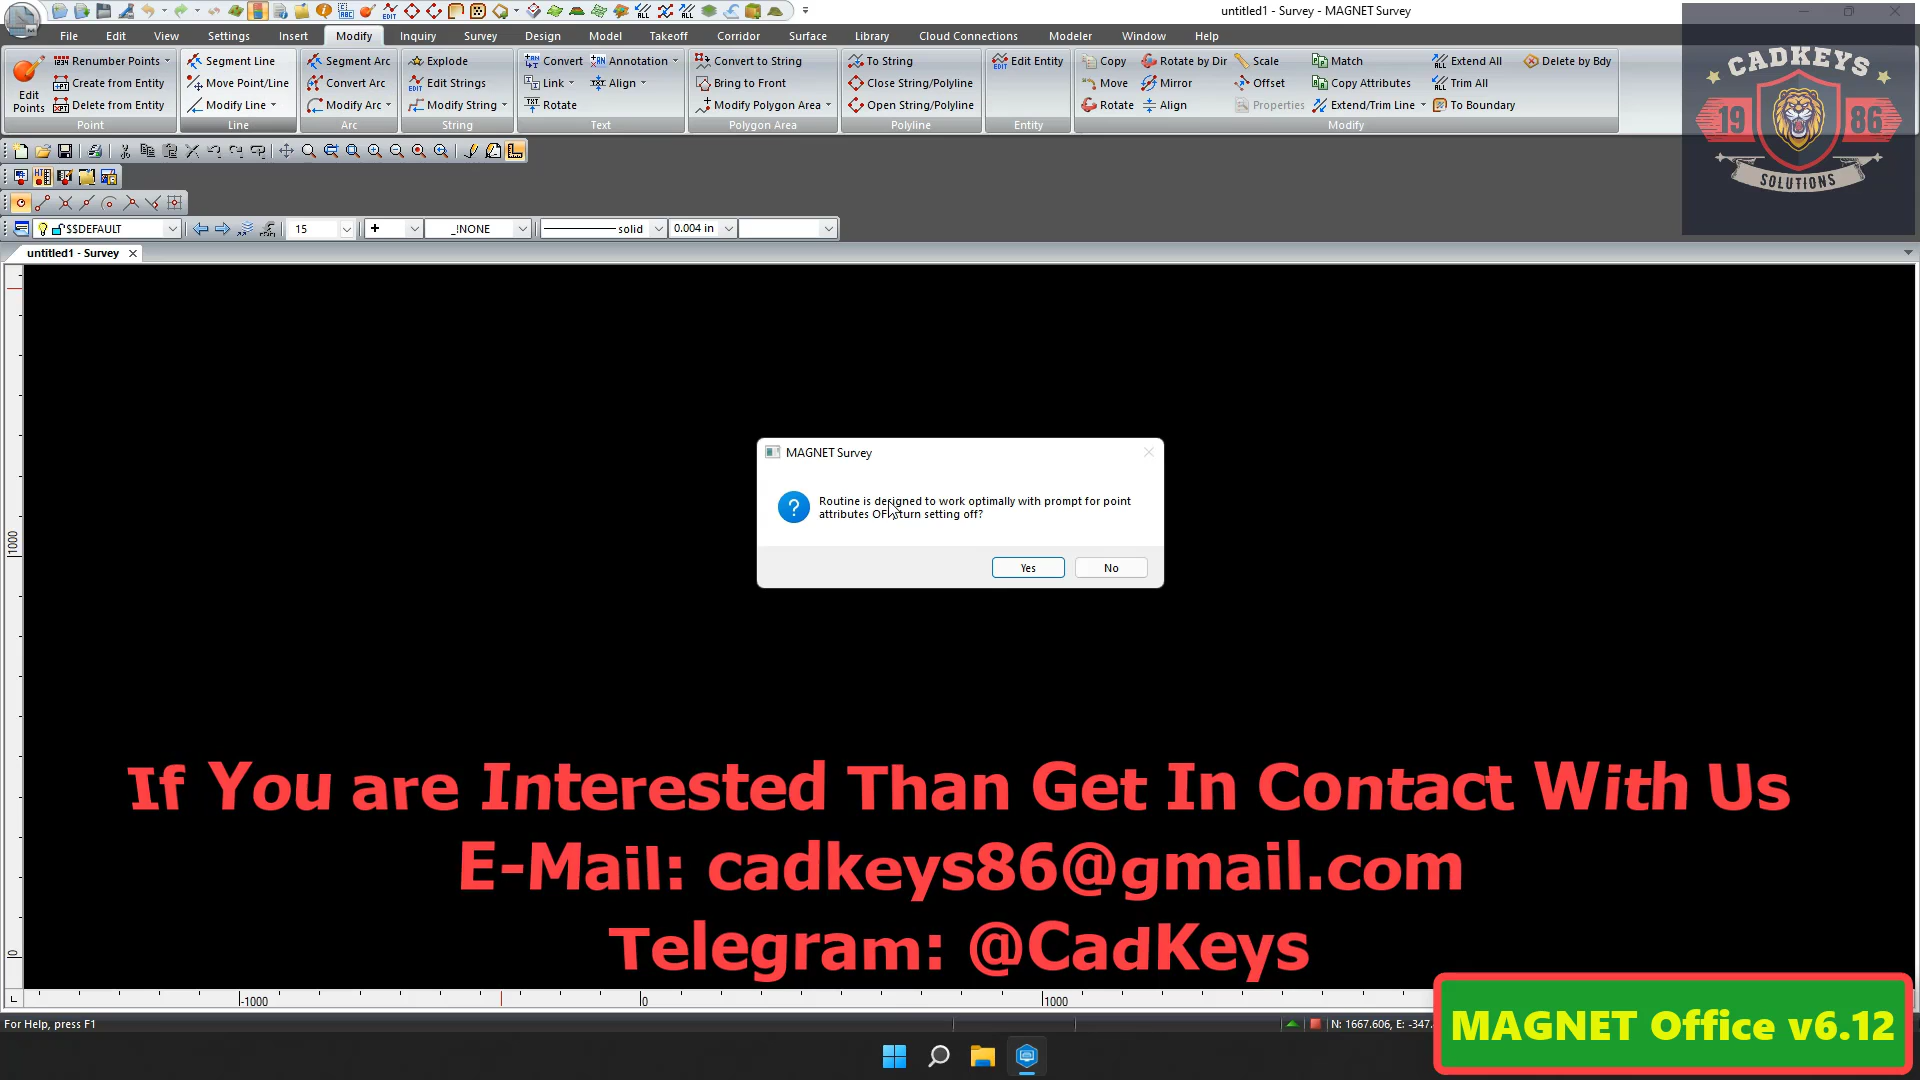 untitled1 - Survey - MAGNET Survey
File Edit View Settings Insert Modify Inquiry Survey Design Model Takeoff Corridor Surface Library Cloud Connections Modeler Window Help
Edit Points
Renumber Points
Create from Entity
Delete from Entity
Point
Segment Line
Move Point/Line
Modify Line
Line
Segment Arc
Convert Arc
Modify Arc
Arc
Explode
Edit Strings
Modify String
String
Convert Annotation
Link Align
Rotate
Text
Convert to String
Bring to Front
Modify Polygon Area
Polygon Area
To String
Close String/Polyline
Open String/Polyline
Polyline
Edit Entity
Entity
Copy Rotate by Dir Scale Match Extend All Delete by Bdy
Move Mirror Offset Copy Attributes Trim All
Rotate Align Properties Extend/Trim Line To Boundary
Modify
CADKEYS
19 86
SOLUTIONS
$$DEFAULT 15 _!NONE solid 0.004 in
untitled1 - Survey
MAGNET Survey
Routine is designed to work optimally with prompt for point
attributes turn setting off?
Yes No
1000
0
If You are Interested Than Get In Contact With Us
E-Mail: cadkeys86@gmail.com
Telegram: @CadKeys
-1000 0 1000
For Help, press F1
N: 1667.606, E: -347.
MAGNET Office v6.12